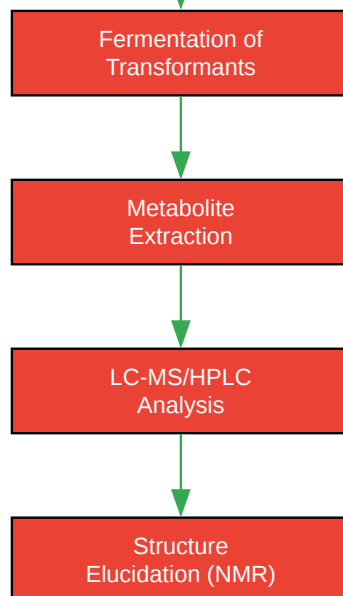 Fermentation of
Transformants
Metabolite
Extraction
LC-MS/HPLC
Analysis
Structure
Elucidation (NMR)